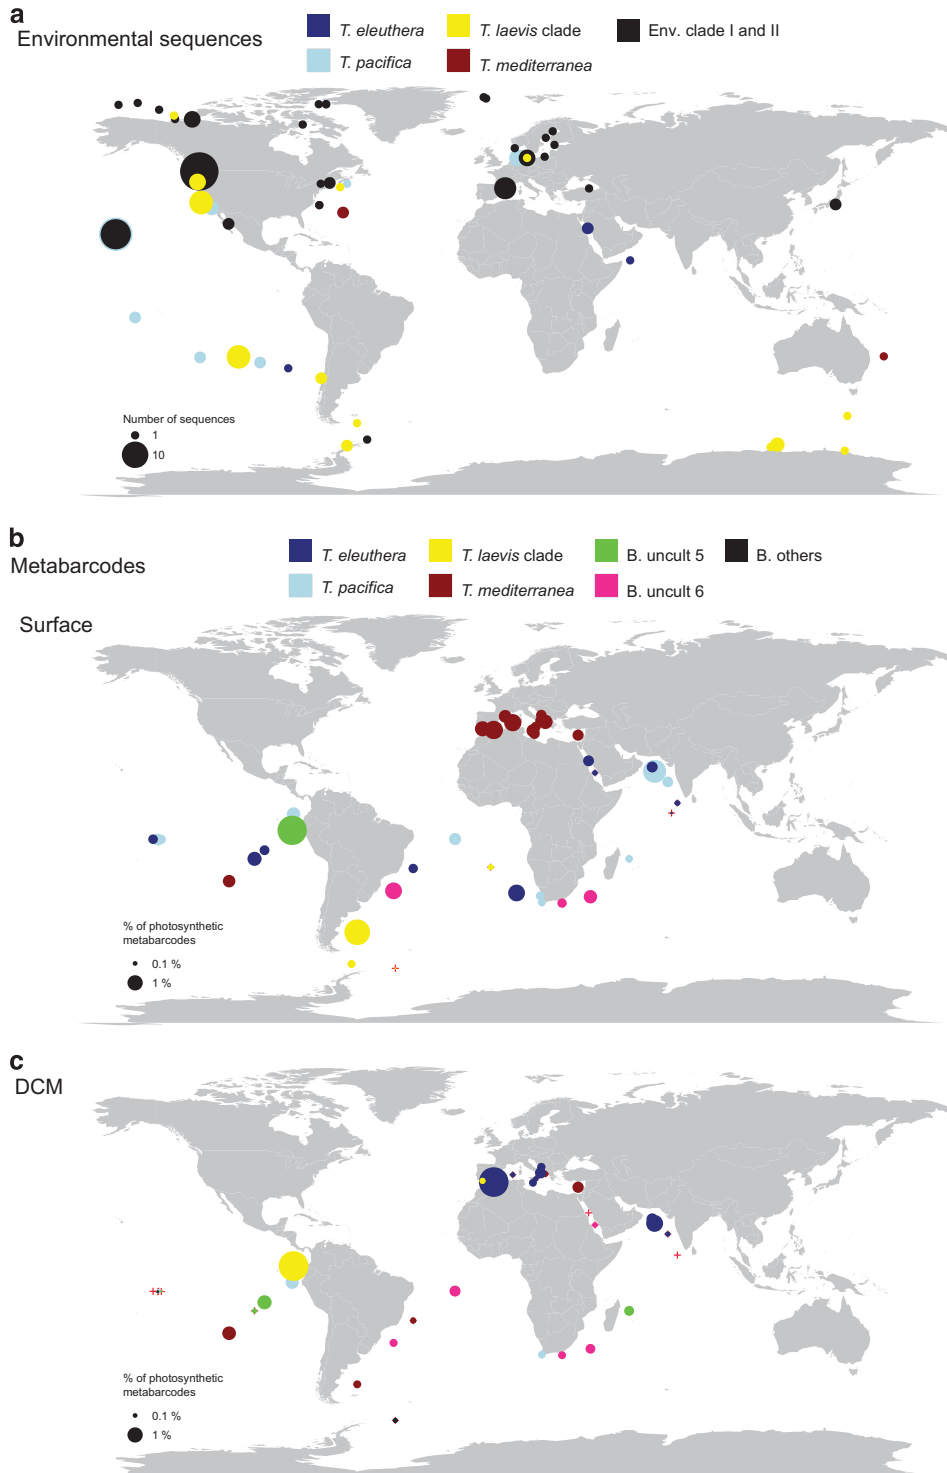 a
Environmental sequences
T. eleuthera
T. laevis clade
Env. clade I and II
T. pacifica
T. mediterranea
Number of sequences
1
10
b
Metabarcodes
T. eleuthera
T. laevis clade
B. uncult 5
B. others
T. pacifica
T. mediterranea
B. uncult 6
Surface
% of photosynthetic
metabarcodes
0.1 %
1 %
c
DCM
% of photosynthetic
metabarcodes
0.1 %
1 %